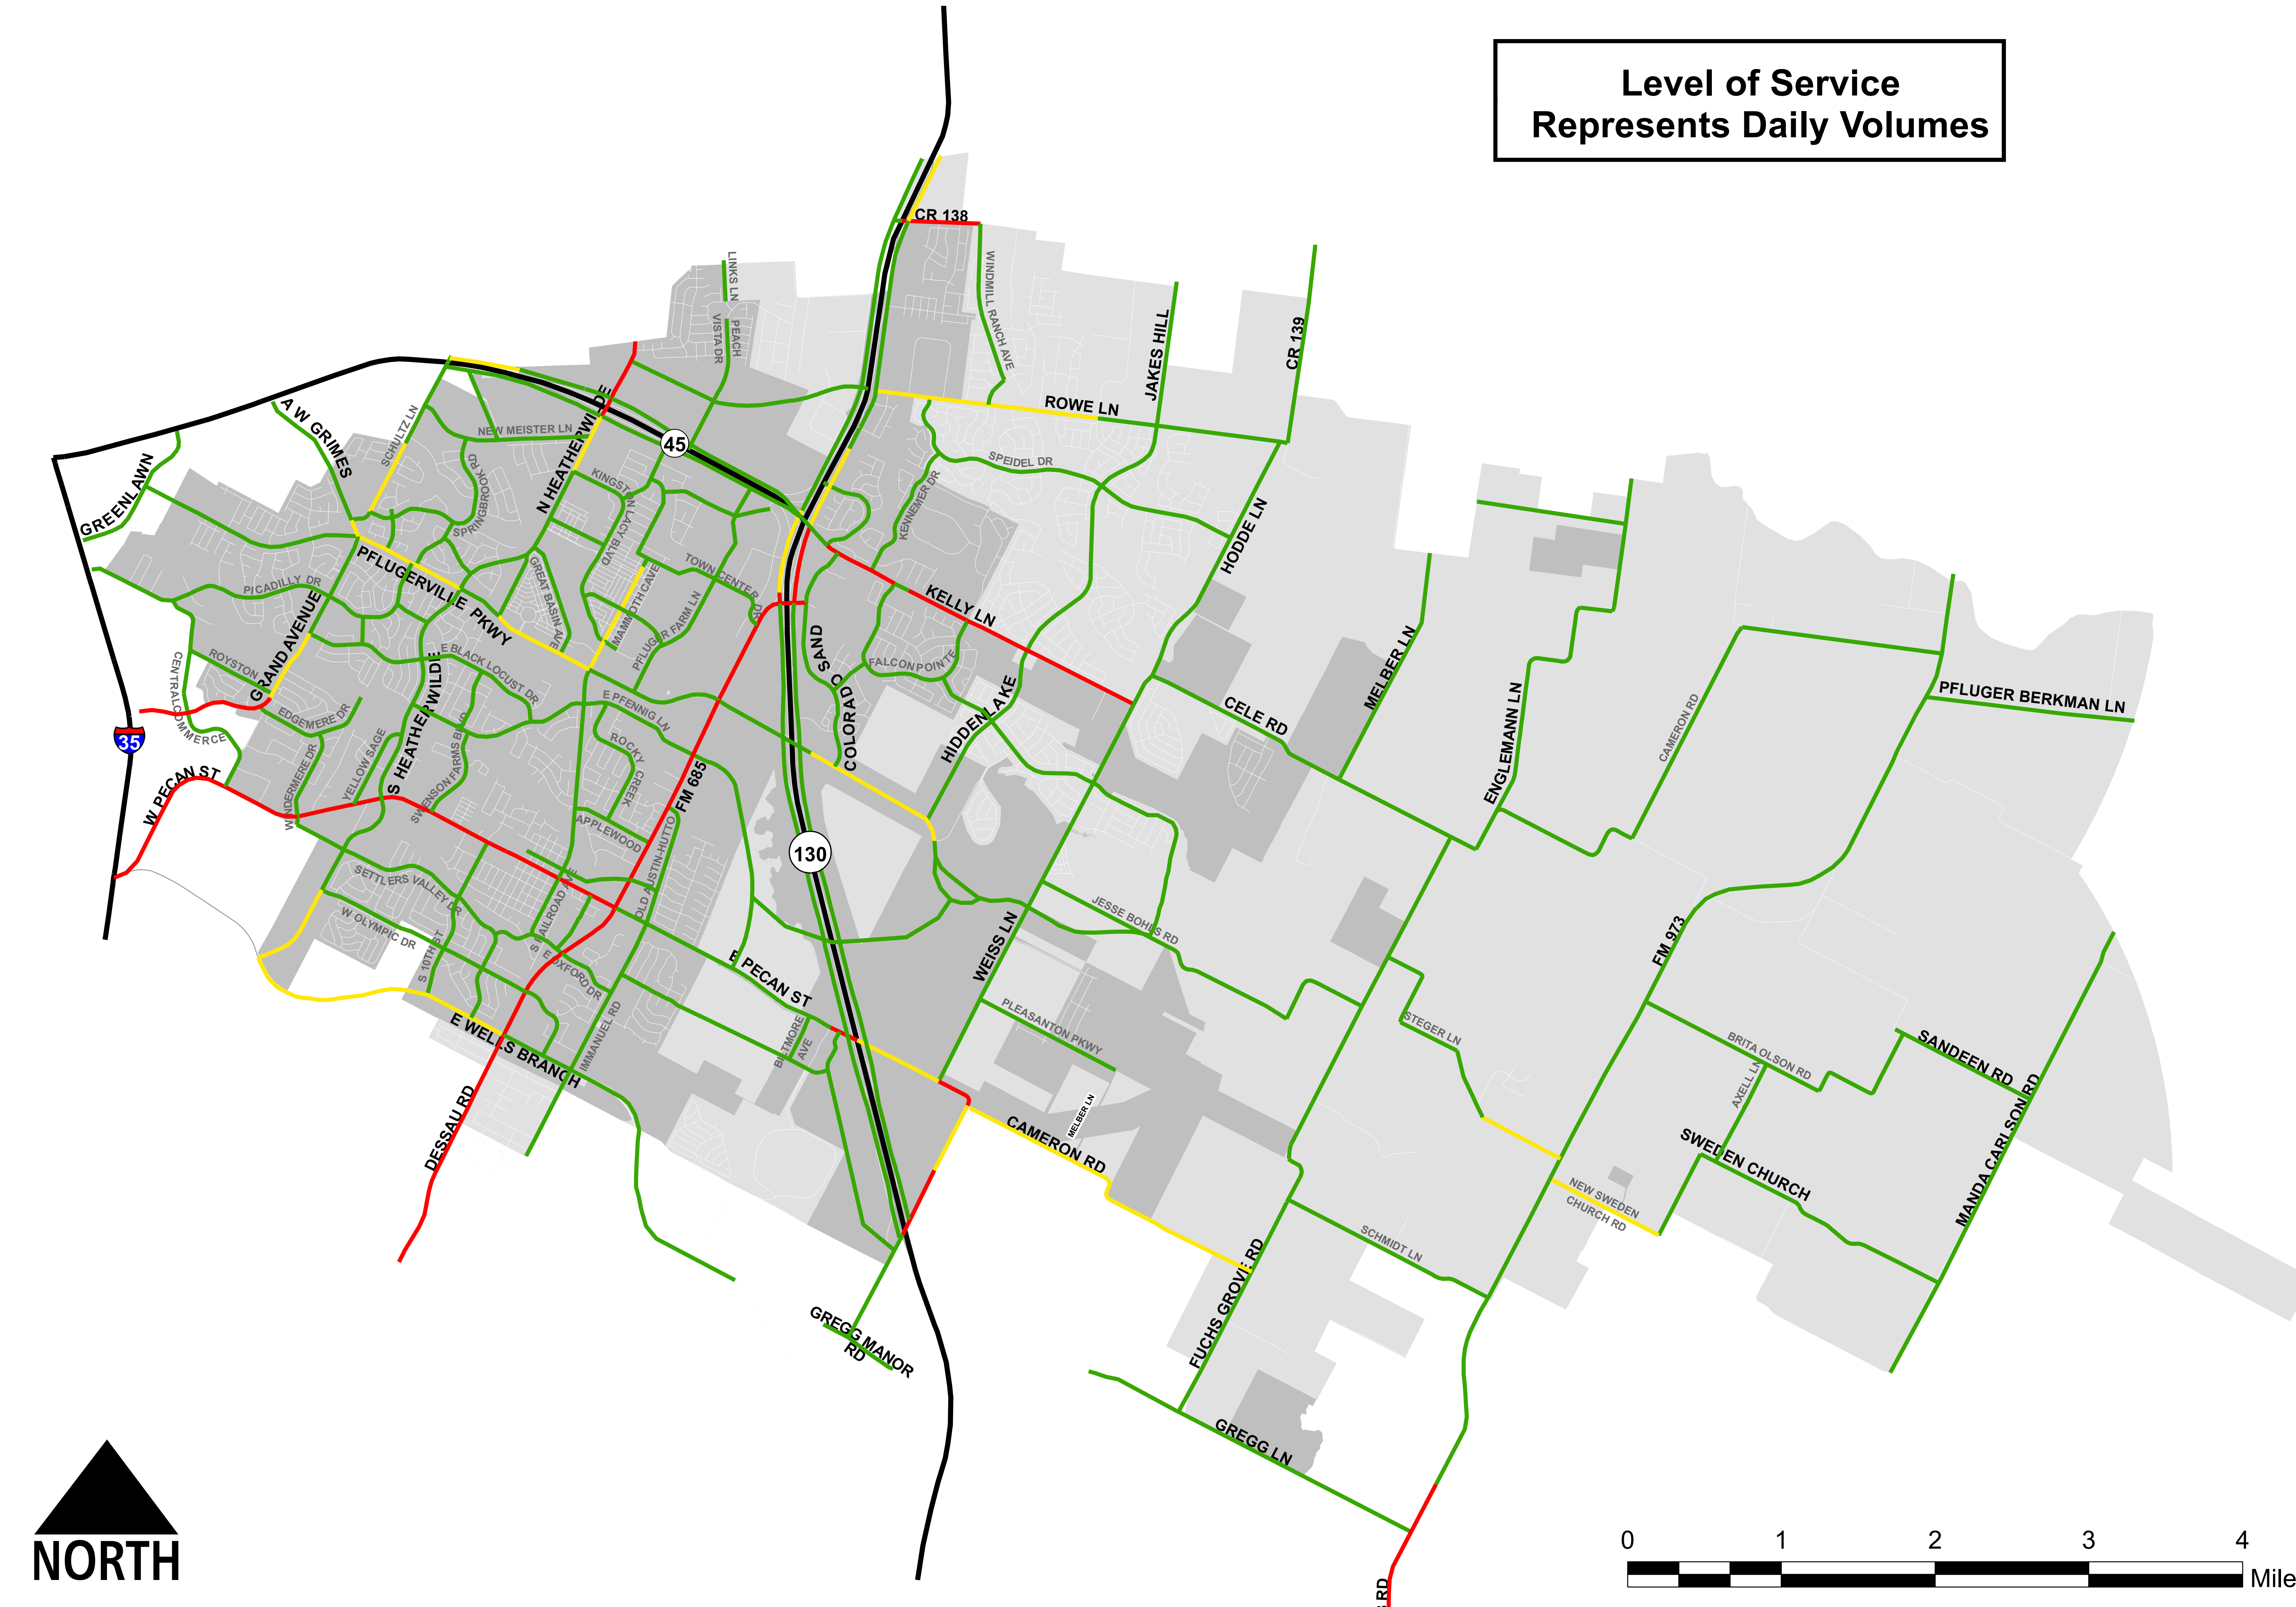 Level of Service
Represents Daily Volumes
CR 138
LINKS LN
WINDMILL RANCH AVE
PEACH
VISTA DR
JAKES HILL
CR 139
A W GRIMES
SCHULTZ LN
NEW MEISTER LN
N HEATHERWILDE
45
ROWE LN
GREENLAWN
SPRINGBROOK RD
KINGSTON LACY BLVD
KENNEMER DR
SPEIDEL DR
HODDE LN
PFLUGERVILLE PKWY
PICADILLY DR
GREAT BASIN AVE
MAMMOTH CAVE
TOWN CENTER DR
PFLUGER FARM LN
KELLY LN
GRAND AVENUE
ROYSTON
CENTRALCOMMERCE
EDGEMERE DR
E BLACK LOCUST DR
E PFENNIG LN
SAND
COLORADO
FALCON POINTE
HIDDENLAKE
CELE RD
MELBER LN
ENGLEMANN LN
CAMERON RD
PFLUGER BERKMAN LN
35
W PECAN ST
WINDERMERE DR
YELLOW SAGE
S HEATHERWILDE
SWENSON FARMS BLVD
ROCKY CREEK
FM 685
APPLEWOOD
OLD AUSTIN-HUTTO
130
SETTLERS VALLEY DR
W OLYMPIC DR
S 10TH ST
S RAILROAD AVE
E OXFORD DR
E PECAN ST
WEISS LN
JESSE BOHLS RD
FM 973
E WELLS BRANCH
IMMANUEL RD
BILTMORE
AVE
PLEASANTON PKWY
STEGER LN
BRITA OLSON RD
AXELL LN
SANDEEN RD
DESSAU RD
CAMERON RD
MELBER LN
SWEDEN CHURCH
NEW SWEDEN
CHURCH RD
MANDA CARLSON RD
SCHMIDT LN
FUCHS GROVE RD
GREGG MANOR
RD
GREGG LN
NORTH
0 1 2 3 4
Mile
RD